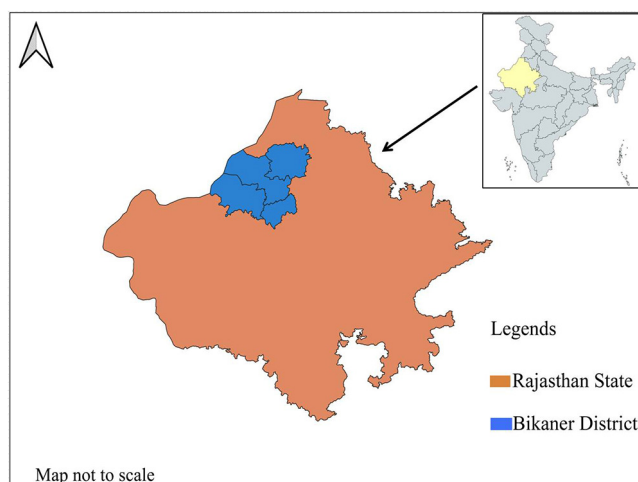 Legends
Rajasthan State
Bikaner District
Map not to scale